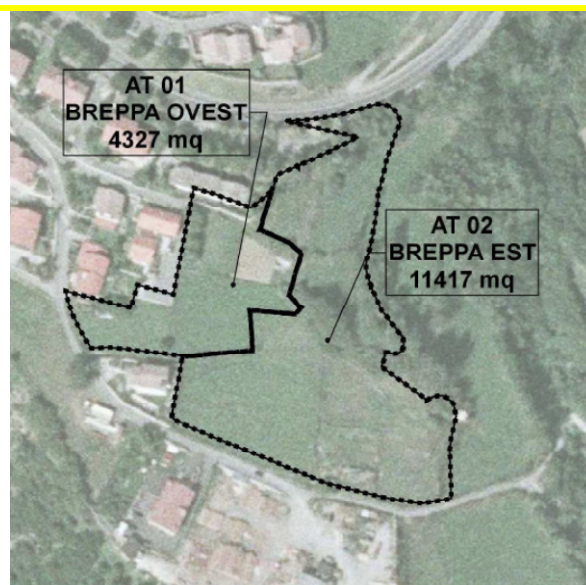 AT 01
BREPPA OVEST
4327 mq
AT 02
BREPPA EST
11417 mq